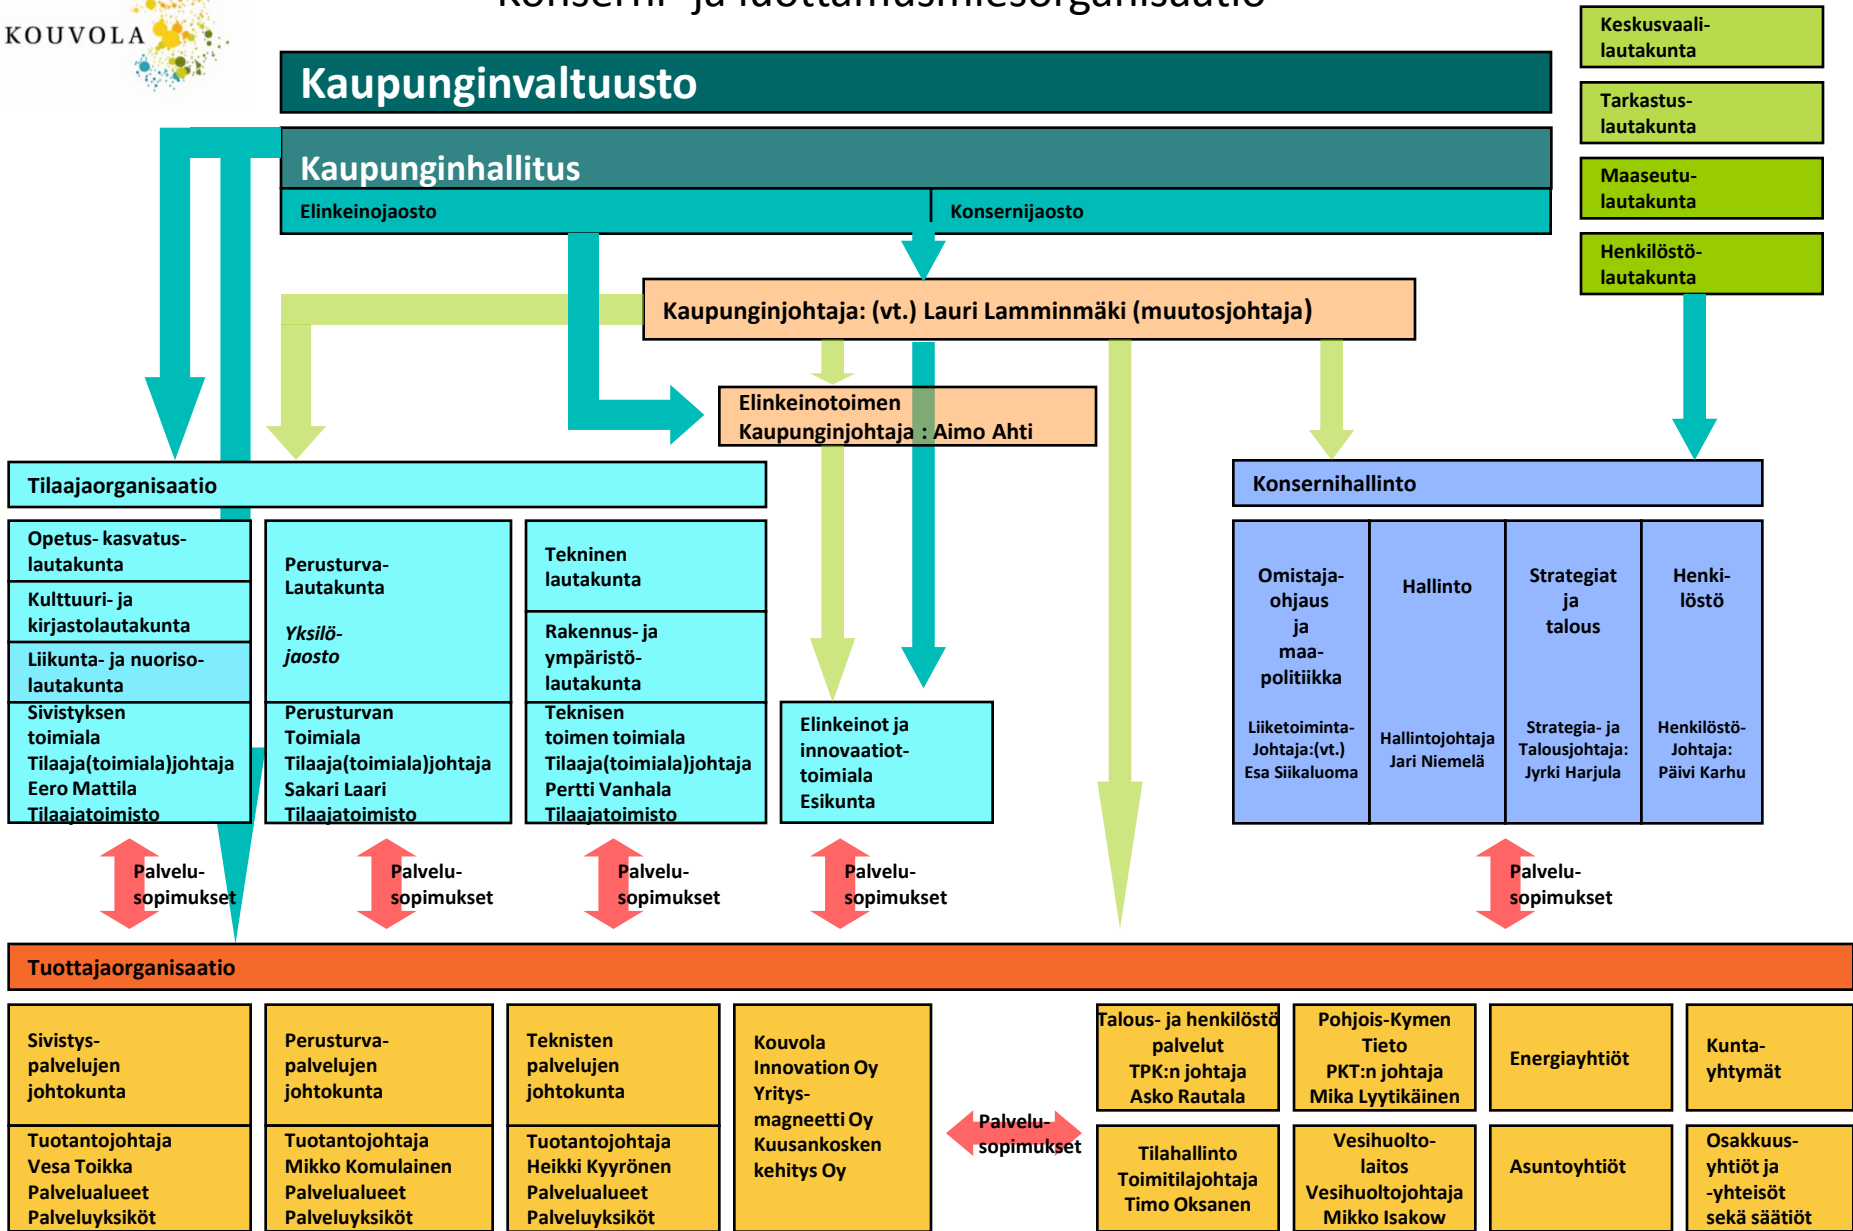 Konserni- ja luottamusmiesorganisaatio
KOUVOLA
Kaupunginvaltuusto
Kaupunginhallitus
Elinkeinojaosto
Konsernijaosto
Keskusvaali-
lautakunta
Tarkastus-
lautakunta
Maaseutu-
lautakunta
Henkilöstö-
lautakunta
Kaupunginjohtaja: (vt.) Lauri Lamminmäki (muutosjohtaja)
Elinkeinotoimen
Kaupunginjohtaja : Aimo Ahti
Tilaajaorganisaatio
Opetus- kasvatus-
lautakunta
Kulttuuri- ja
kirjastolautakunta
Liikunta- ja nuoriso-
lautakunta
Sivistyksen
toimiala
Tilaaja(toimiala)johtaja
Eero Mattila
Tilaajatoimisto
Perusturva-
Lautakunta
Yksilö-
jaosto
Perusturvan
Toimiala
Tilaaja(toimiala)johtaja
Sakari Laari
Tilaajatoimisto
Tekninen
lautakunta
Rakennus- ja
ympäristö-
lautakunta
Teknisen
toimen toimiala
Tilaaja(toimiala)johtaja
Pertti Vanhala
Tilaajatoimisto
Elinkeinot ja
innovaatiot-
toimiala
Esikunta
Konsernihallinto
Omistaja-
ohjaus
ja
maa-
politiikka
Liiketoiminta-
Johtaja:(vt.)
Esa Siikaluoma
Hallinto
Hallintojohtaja
Jari Niemelä
Strategiat
ja
talous
Strategia- ja
Talousjohtaja:
Jyrki Harjula
Henki-
löstö
Henkilöstö-
Johtaja:
Päivi Karhu
Palvelu-
sopimukset
Palvelu-
sopimukset
Palvelu-
sopimukset
Palvelu-
sopimukset
Palvelu-
sopimukset
Tuottajaorganisaatio
Sivistys-
palvelujen
johtokunta
Tuotantojohtaja
Vesa Toikka
Palvelualueet
Palveluyksiköt
Perusturva-
palvelujen
johtokunta
Tuotantojohtaja
Mikko Komulainen
Palvelualueet
Palveluyksiköt
Teknisten
palvelujen
johtokunta
Tuotantojohtaja
Heikki Kyyrönen
Palvelualueet
Palveluyksiköt
Kouvola
Innovation Oy
Yritys-
magneetti Oy
Kuusankosken
kehitys Oy
Palvelu-
sopimukset
Talous- ja henkilöstö
palvelut
TPK:n johtaja
Asko Rautala
Pohjois-Kymen
Tieto
PKT:n johtaja
Mika Lyytikäinen
Energiayhtiöt
Kunta-
yhtymät
Tilahallinto
Toimitilajohtaja
Timo Oksanen
Vesihuolto-
laitos
Vesihuoltojohtaja
Mikko Isakow
Asuntoyhtiöt
Osakkuus-
yhtiöt ja
-yhteisöt
sekä säätiöt